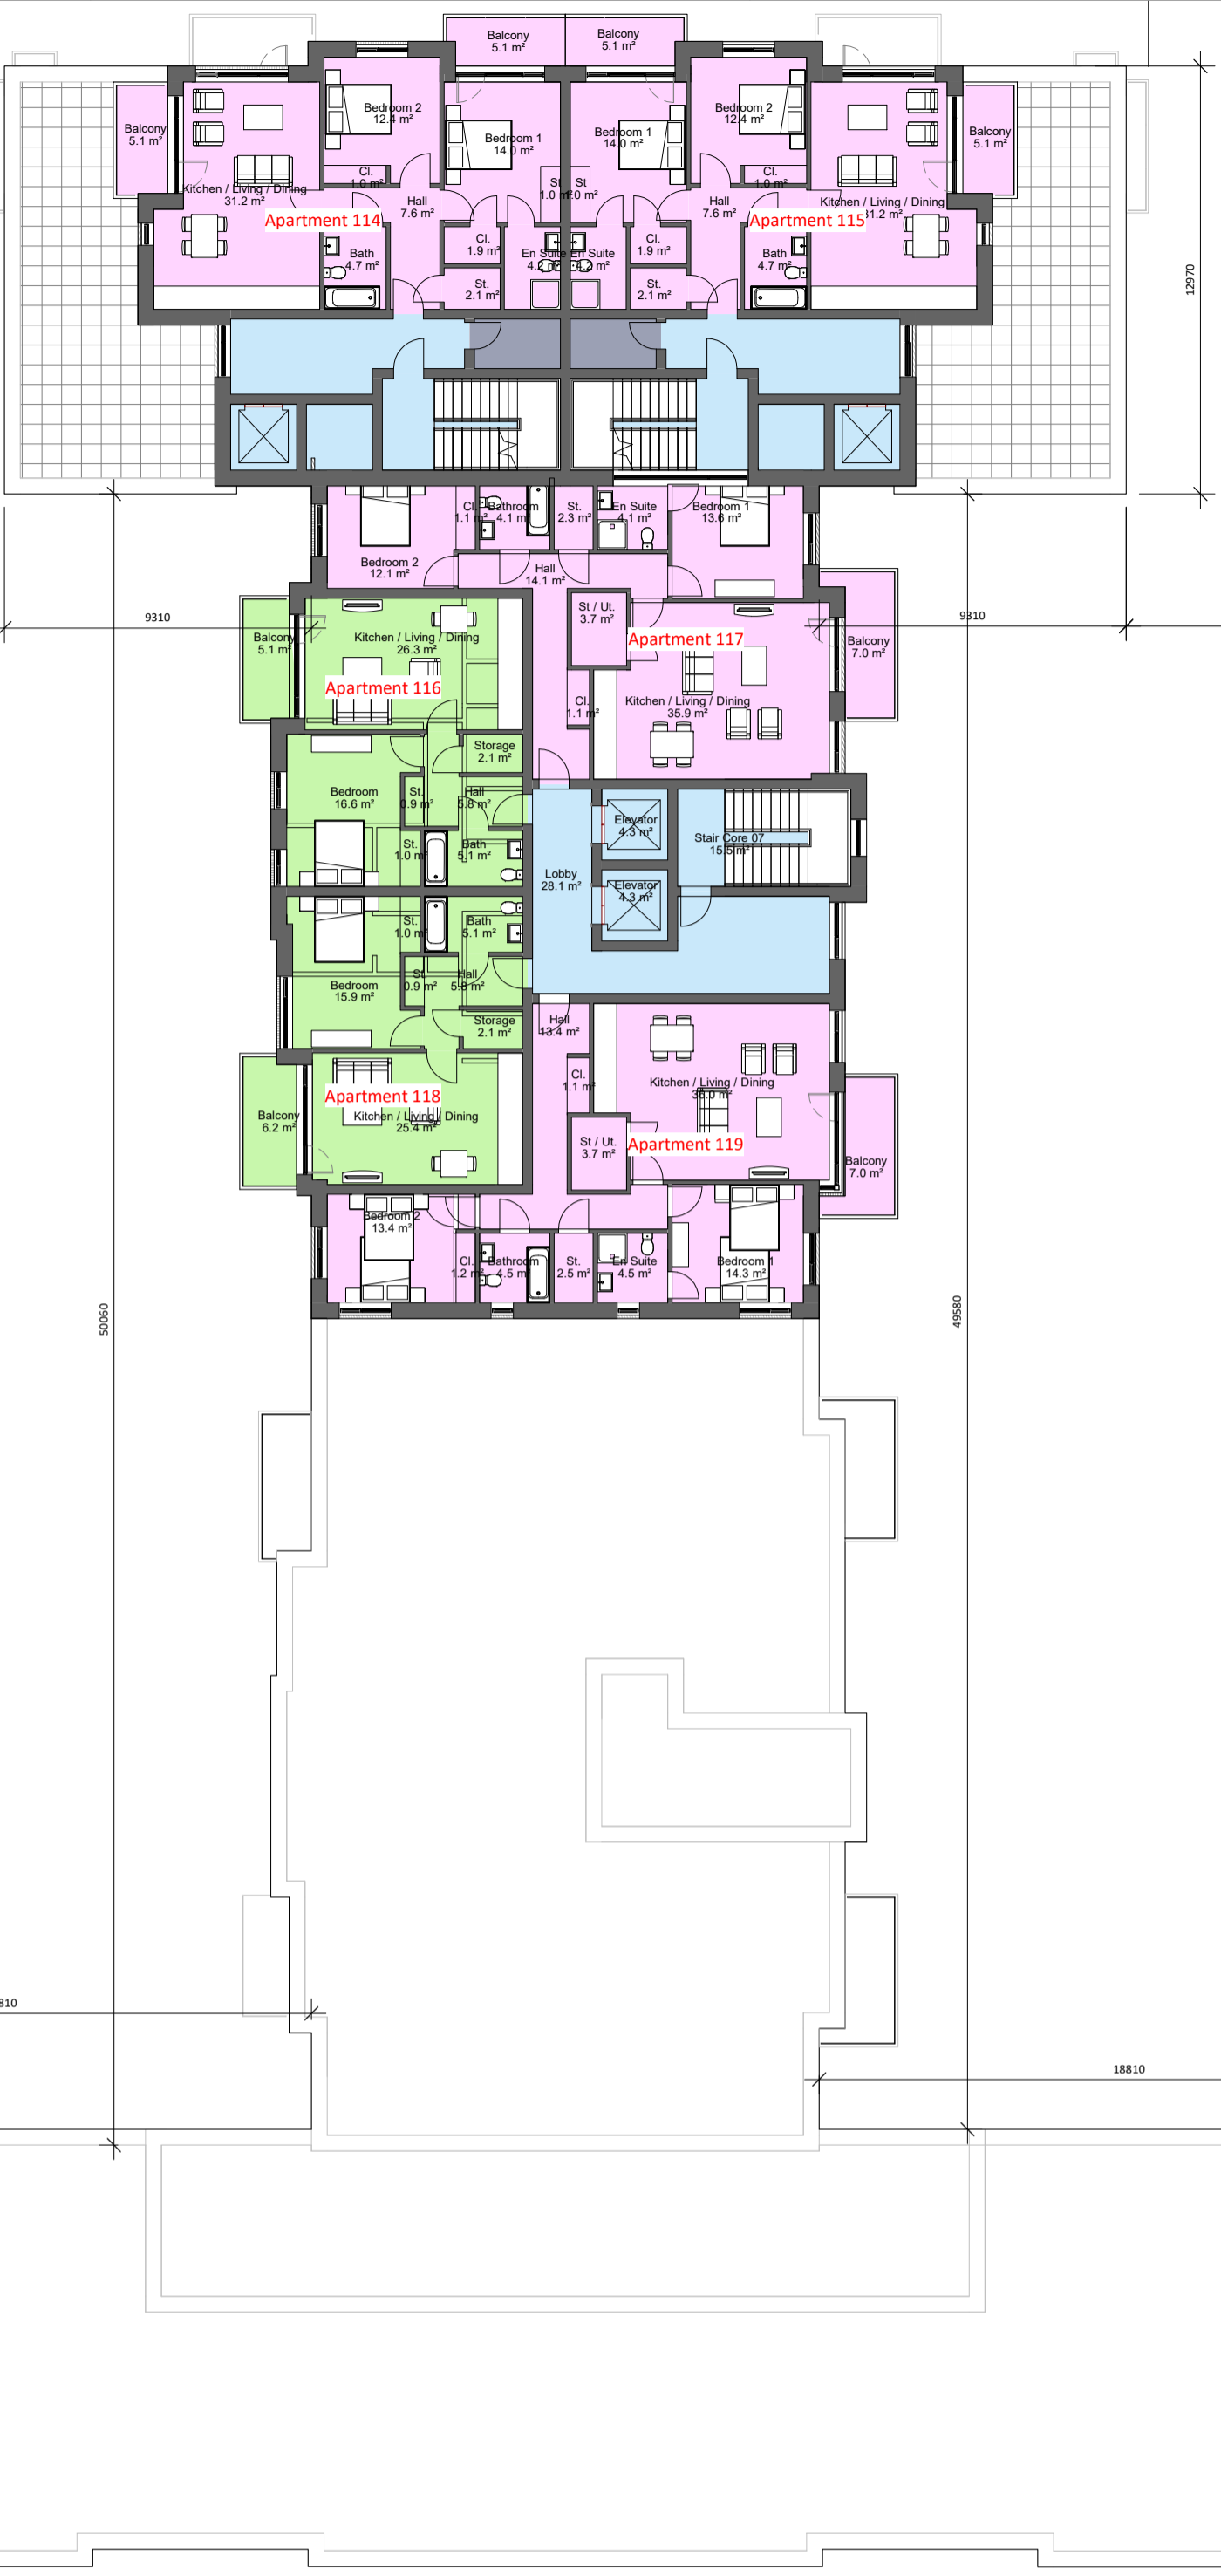 Balcony
5.1 m²
Balcony
5.1 m²
Bedroom 2
12.4 m²
Bedroom 1
14.0 m²
Bedroom 1
14.0 m²
Bedroom 2
12.4 m²
Balcony
5.1 m²
Balcony
5.1 m²
Cl.
1.0 m²
St
1.0 m²
St
1.0 m²
Cl.
1.0 m²
Kitchen / Living / Dining
31.2 m²
Apartment 114
Hall
7.6 m²
Hall
7.6 m²
Kitchen / Living / Dining
31.2 m²
Apartment 115
Bath
4.7 m²
Cl.
1.9 m²
En Suite
4.2 m²
En Suite
4.2 m²
Cl.
1.9 m²
Bath
4.7 m²
St.
2.1 m²
St.
2.1 m²
12970
Cl.
1.1 m²
Bathroom
4.1 m²
St.
2.3 m²
En Suite
4.1 m²
Bedroom 1
13.6 m²
Bedroom 2
12.1 m²
Hall
14.1 m²
9310
9310
Balcony
5.1 m²
Kitchen / Living / Dining
26.3 m²
Apartment 116
St / Ut.
3.7 m²
Apartment 117
Balcony
7.0 m²
Cl.
1.1 m²
Kitchen / Living / Dining
35.9 m²
Storage
2.1 m²
Bedroom
16.6 m²
St.
0.9 m²
Hall
5.8 m²
St.
1.0 m²
Bath
5.1 m²
Elevator
4.3 m²
Stair Core 07
15.5 m²
Lobby
28.1 m²
Elevator
4.3 m²
St.
1.0 m²
Bath
5.1 m²
Bedroom
15.9 m²
St.
0.9 m²
Hall
5.8 m²
Storage
2.1 m²
Hall
13.4 m²
Cl.
1.1 m²
Kitchen / Living / Dining
36.0 m²
Apartment 118
Kitchen / Living / Dining
25.4 m²
Balcony
6.2 m²
St / Ut.
3.7 m²
Apartment 119
Balcony
7.0 m²
Bedroom 2
13.4 m²
Cl.
1.2 m²
Bathroom
4.5 m²
St.
2.5 m²
En Suite
4.5 m²
Bedroom 1
14.3 m²
50060
49580
810
18810